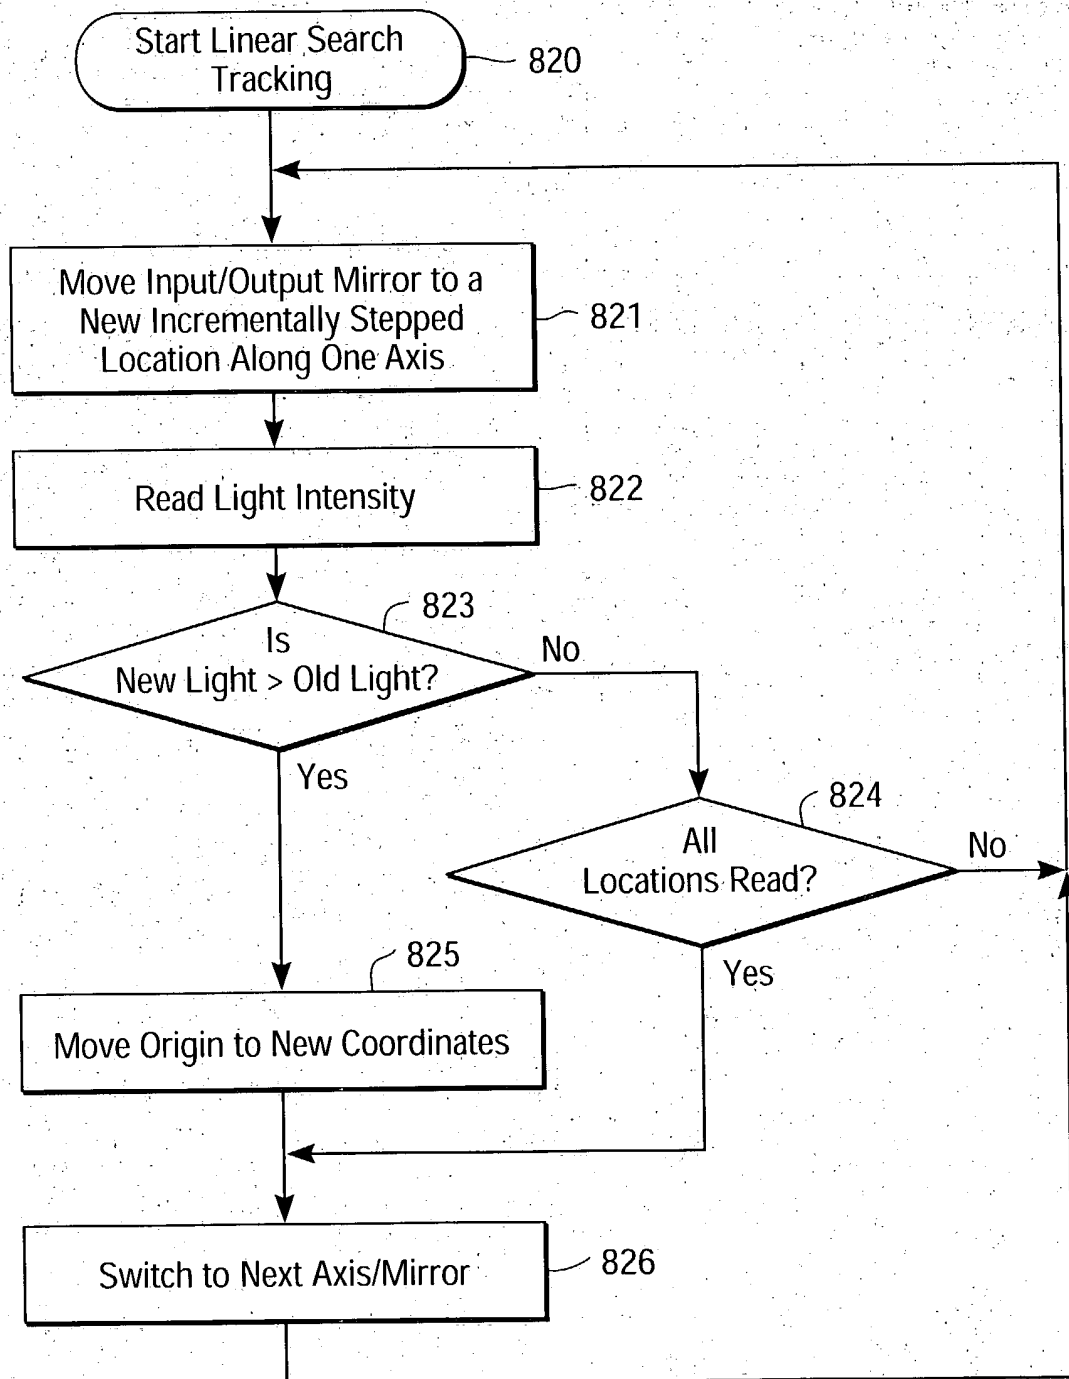 Start Linear Search
Tracking
820
Move Input/Output Mirror to a
New Incrementally Stepped
Location Along One Axis
821
Read Light Intensity
822
823
Is
New Light > Old Light?
No
Yes
824
All
Locations Read?
No
Yes
825
Move Origin to New Coordinates
Switch to Next Axis/Mirror
826